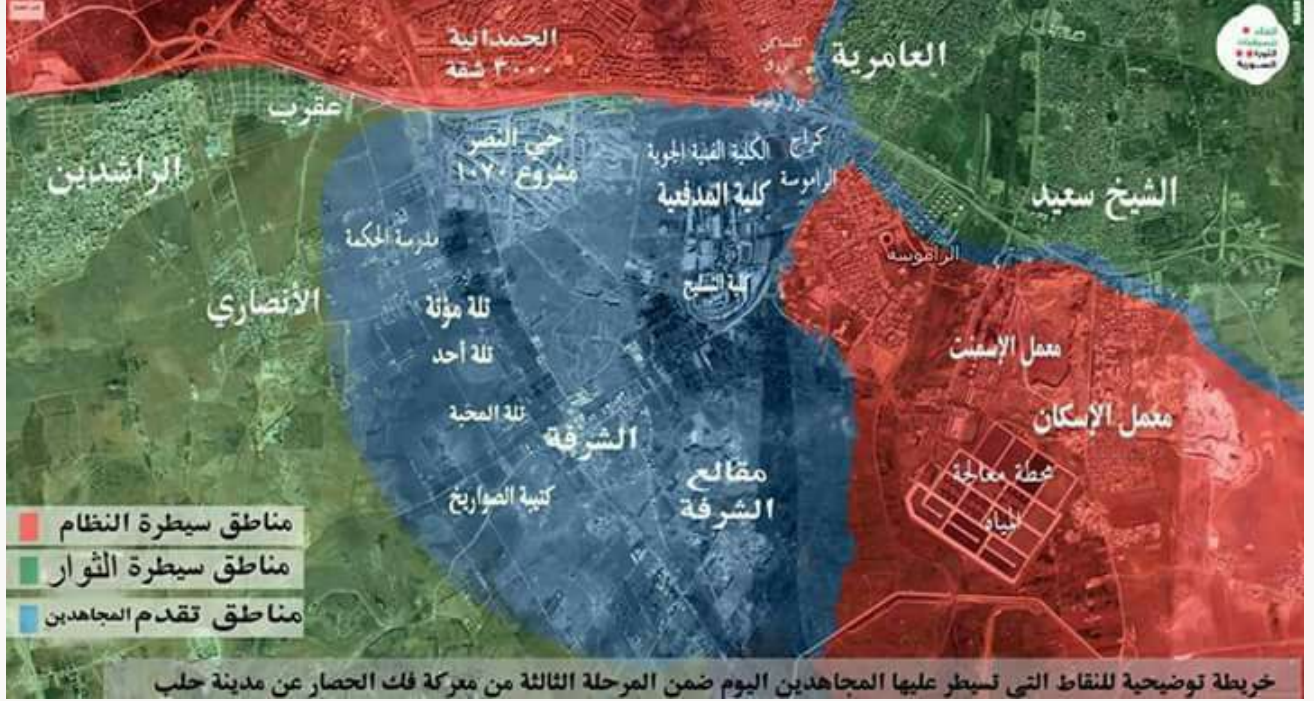 الحمدانية
٣٠٠٠ شقة
العامرية
عقرب
الراشدين
حي النصر
مشروع ١٠٧٠
الكلية الفنية الجوية
كراج
الراموسة
كلية المدفعية
الشيخ سعيد
مدرسة الحكمة
الراموسة
كلية التسليح
الأنصاري
تلة مؤتة
تلة أحد
معمل الإسمنت
تلة المحبة
الشرفة
معمل الإسكان
مقالع
الشرفة
محطة معالجة
المياه
كتيبة الصواريخ
مناطق سيطرة النظام
مناطق سيطرة الثوار
مناطق تقدم المجاهدين
خريطة توضيحية للنقاط التي تسيطر عليها المجاهدين اليوم ضمن المرحلة الثالثة من معركة فك الحصار عن مدينة حلب